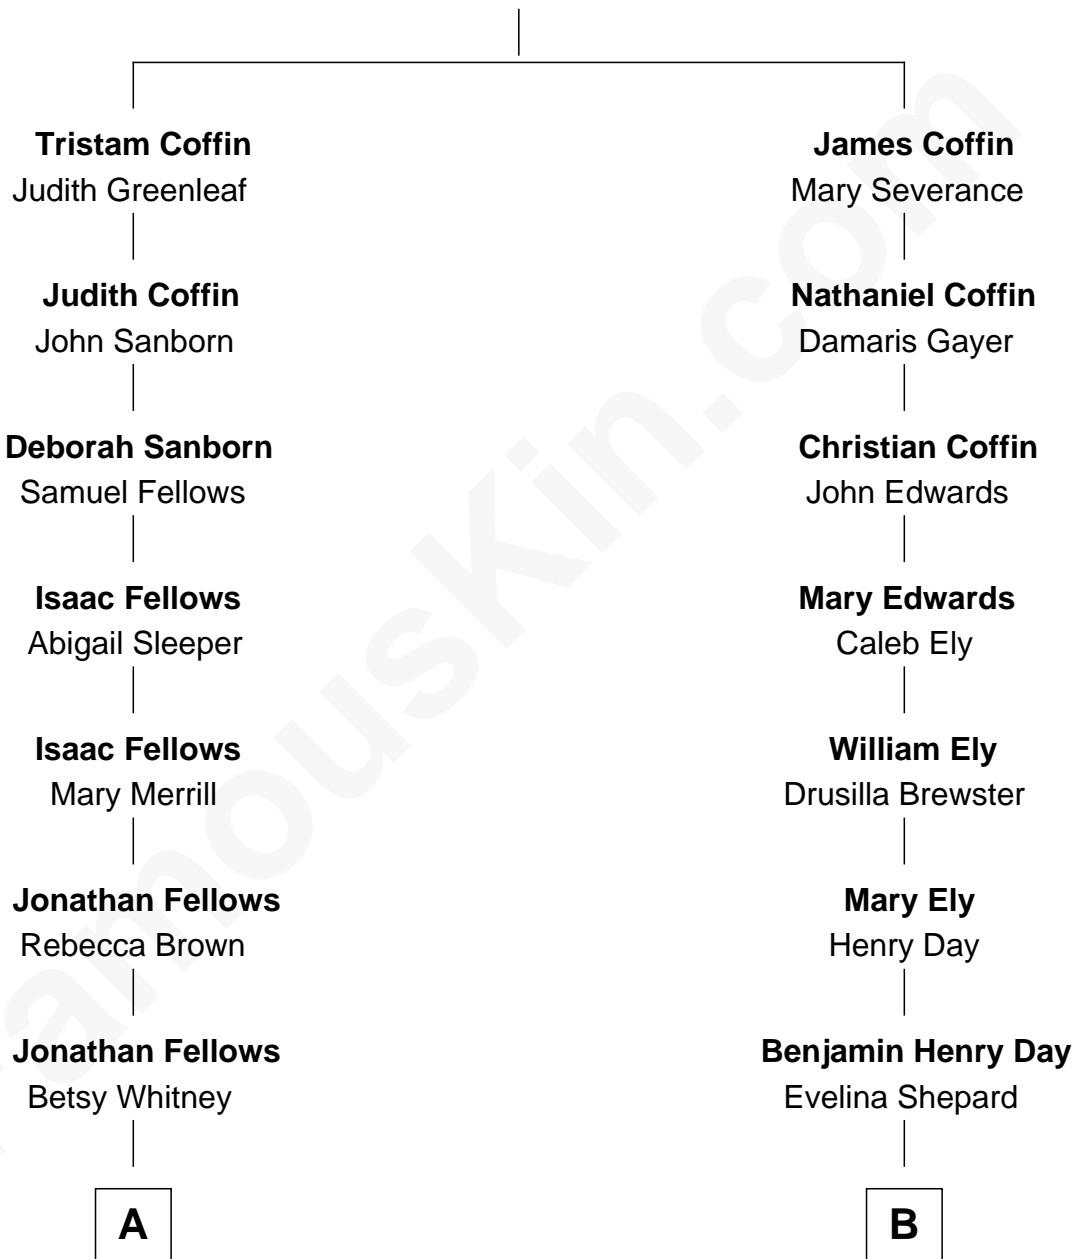 Tristam Coffin
Judith Greenleaf
Judith Coffin
John Sanborn
Deborah Sanborn
Samuel Fellows
Isaac Fellows
Abigail Sleeper
Isaac Fellows
Mary Merrill
Jonathan Fellows
Rebecca Brown
Jonathan Fellows
Betsy Whitney
A
James Coffin
Mary Severance
Nathaniel Coffin
Damaris Gayer
Christian Coffin
John Edwards
Mary Edwards
Caleb Ely
William Ely
Drusilla Brewster
Mary Ely
Henry Day
Benjamin Henry Day
Evelina Shepard
B
FamousKin.com